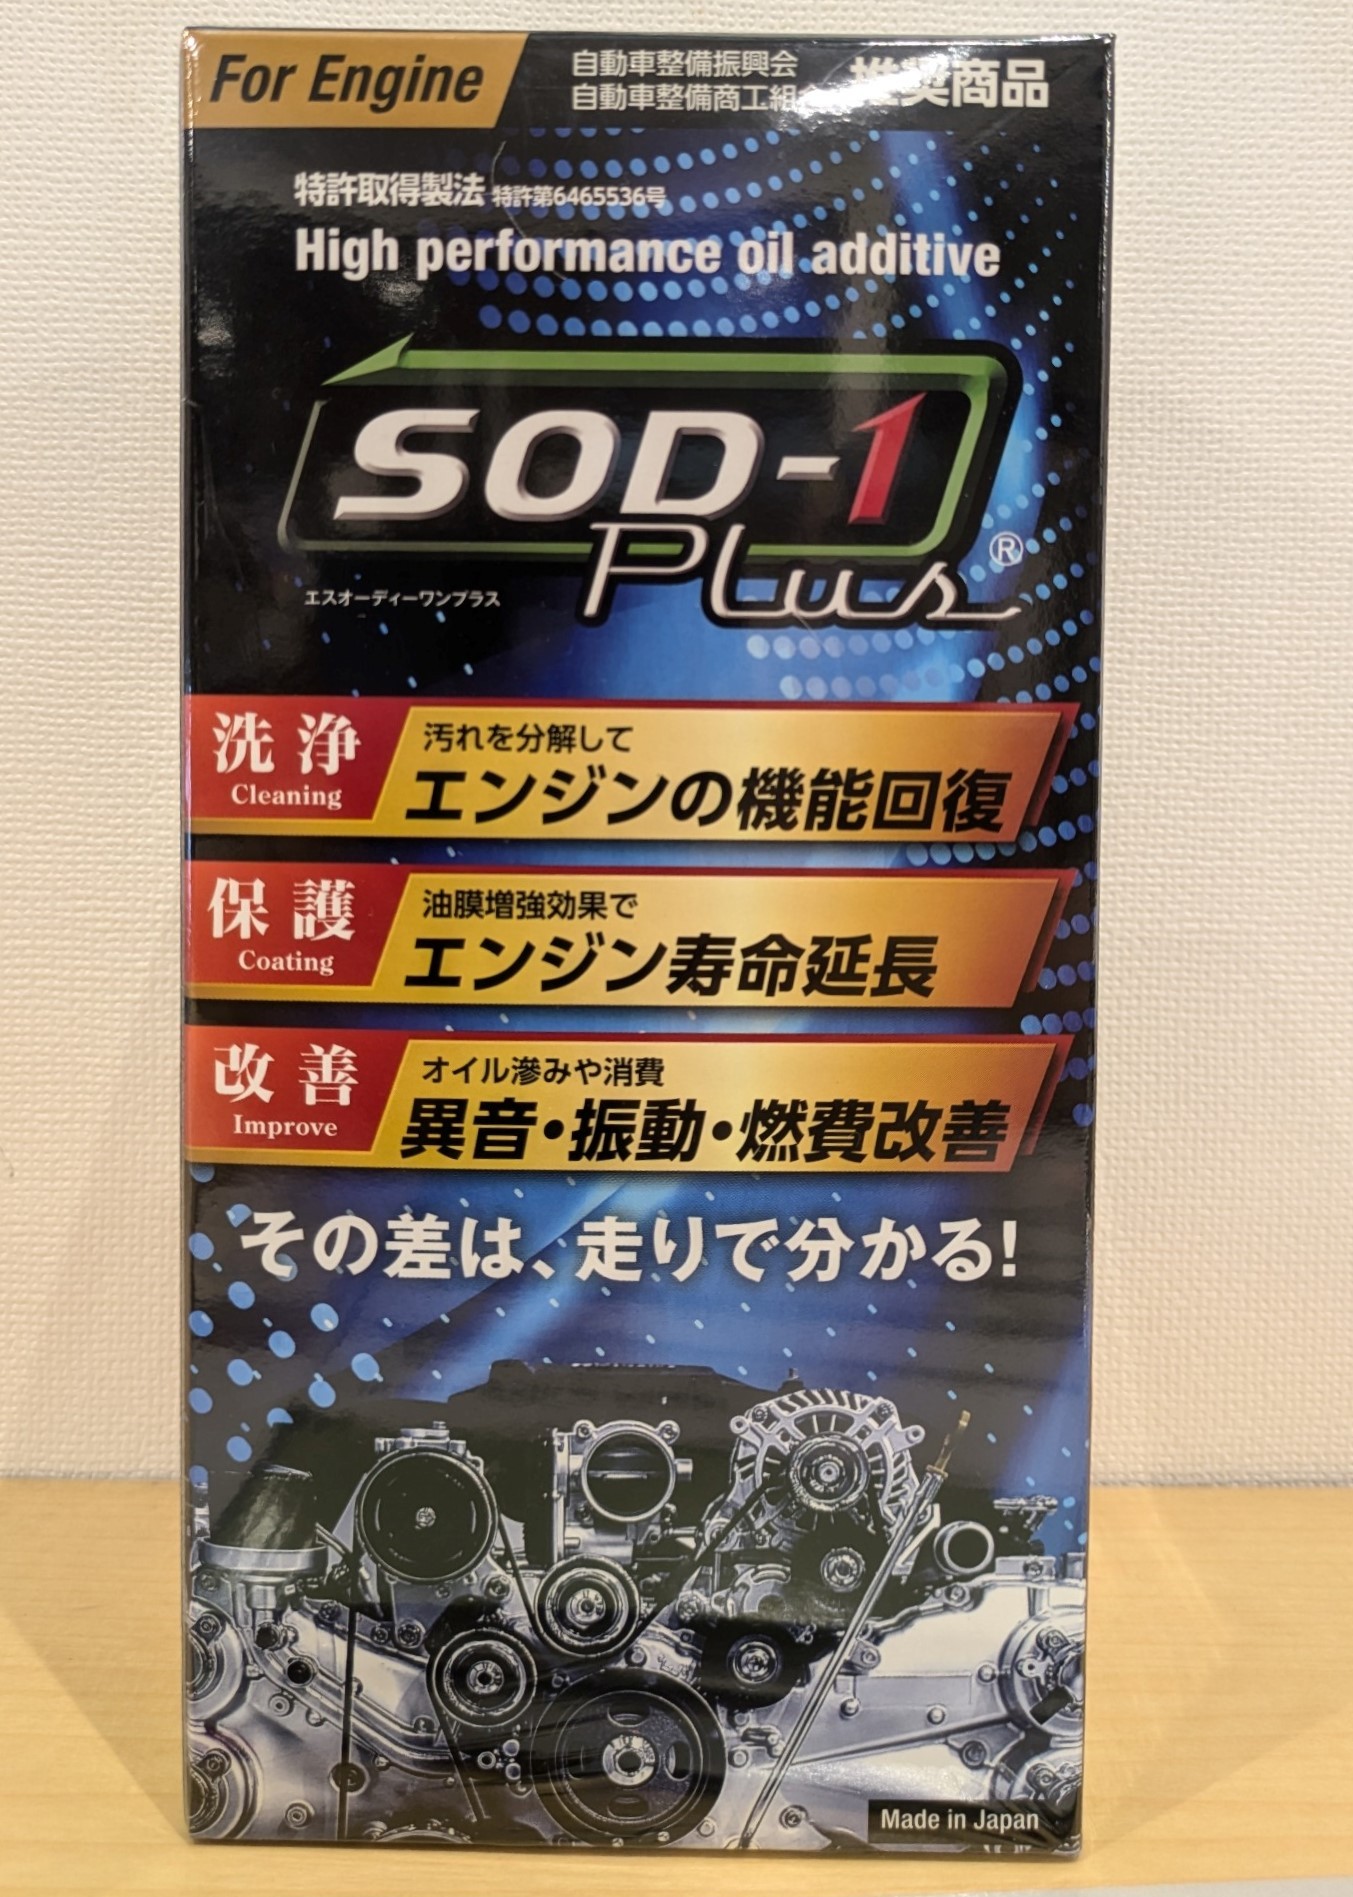 For Engine
自動車整備振興会
自動車整備商工組合
推奨商品
特許取得製法 特許第6465536号
High performance oil additive
SOD-1
Plus®
エスオーディーワンプラス
洗浄
Cleaning
汚れを分解して
エンジンの機能回復
保護
Coating
油膜増強効果で
エンジン寿命延長
改善
Improve
オイル滲みや消費
異音・振動・燃費改善
その差は、走りで分かる!
Made in Japan